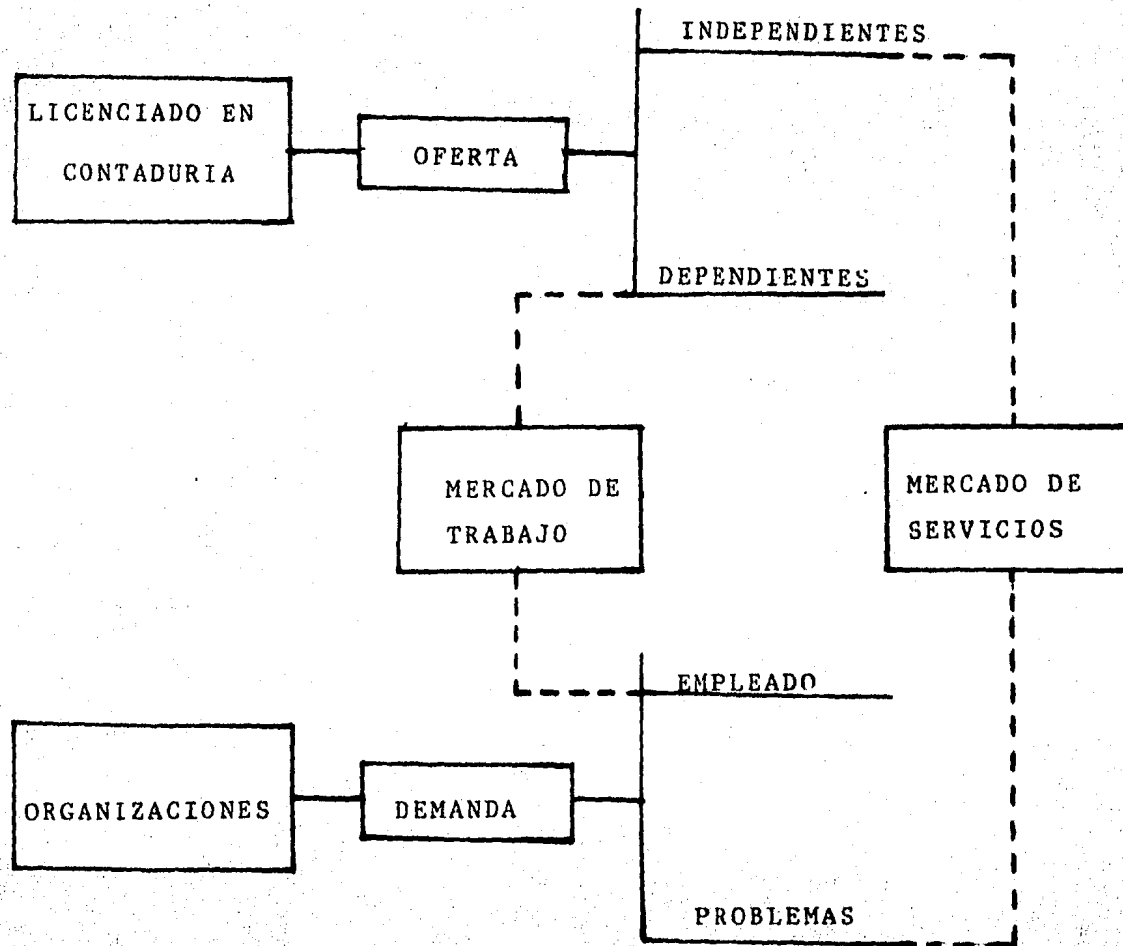 INDEPENDIENTES
LICENCIADO EN
CONTADURIA
OFERTA
DEPENDIENTES
MERCADO DE
TRABAJO
MERCADO DE
SERVICIOS
EMPLEADO
ORGANIZACIONES
DEMANDA
PROBLEMAS